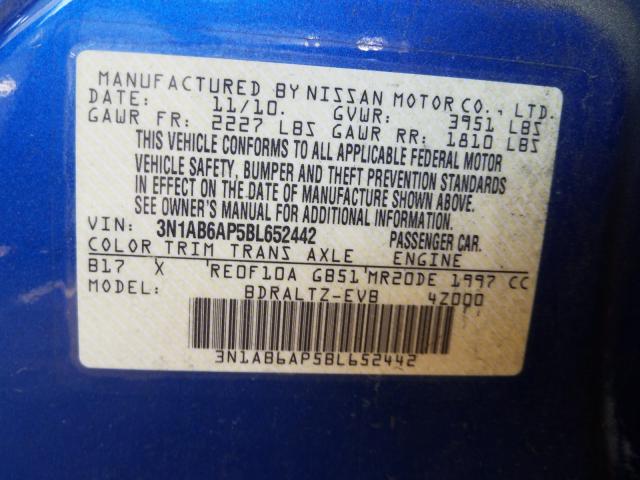 MANUFACTURED BY NISSAN MOTOR CO., LTD.
DATE: 11/10. GVWR: 3951 LBS
GAWR FR: 2227 LBS GAWR RR: 1810 LBS
THIS VEHICLE CONFORMS TO ALL APPLICABLE FEDERAL MOTOR
VEHICLE SAFETY, BUMPER AND THEFT PREVENTION STANDARDS
IN EFFECT ON THE DATE OF MANUFACTURE SHOWN ABOVE.
SEE OWNER'S MANUAL FOR ADDITIONAL INFORMATION.
VIN: 3N1AB6AP5BL652442 PASSENGER CAR.
COLOR TRIM TRANS AXLE ENGINE
B17 X 'RE0F10A GB51'MR20DE 1997 CC
MODEL: BDRALTZ-EVB 4Z000
3N1AB6AP5BL652442